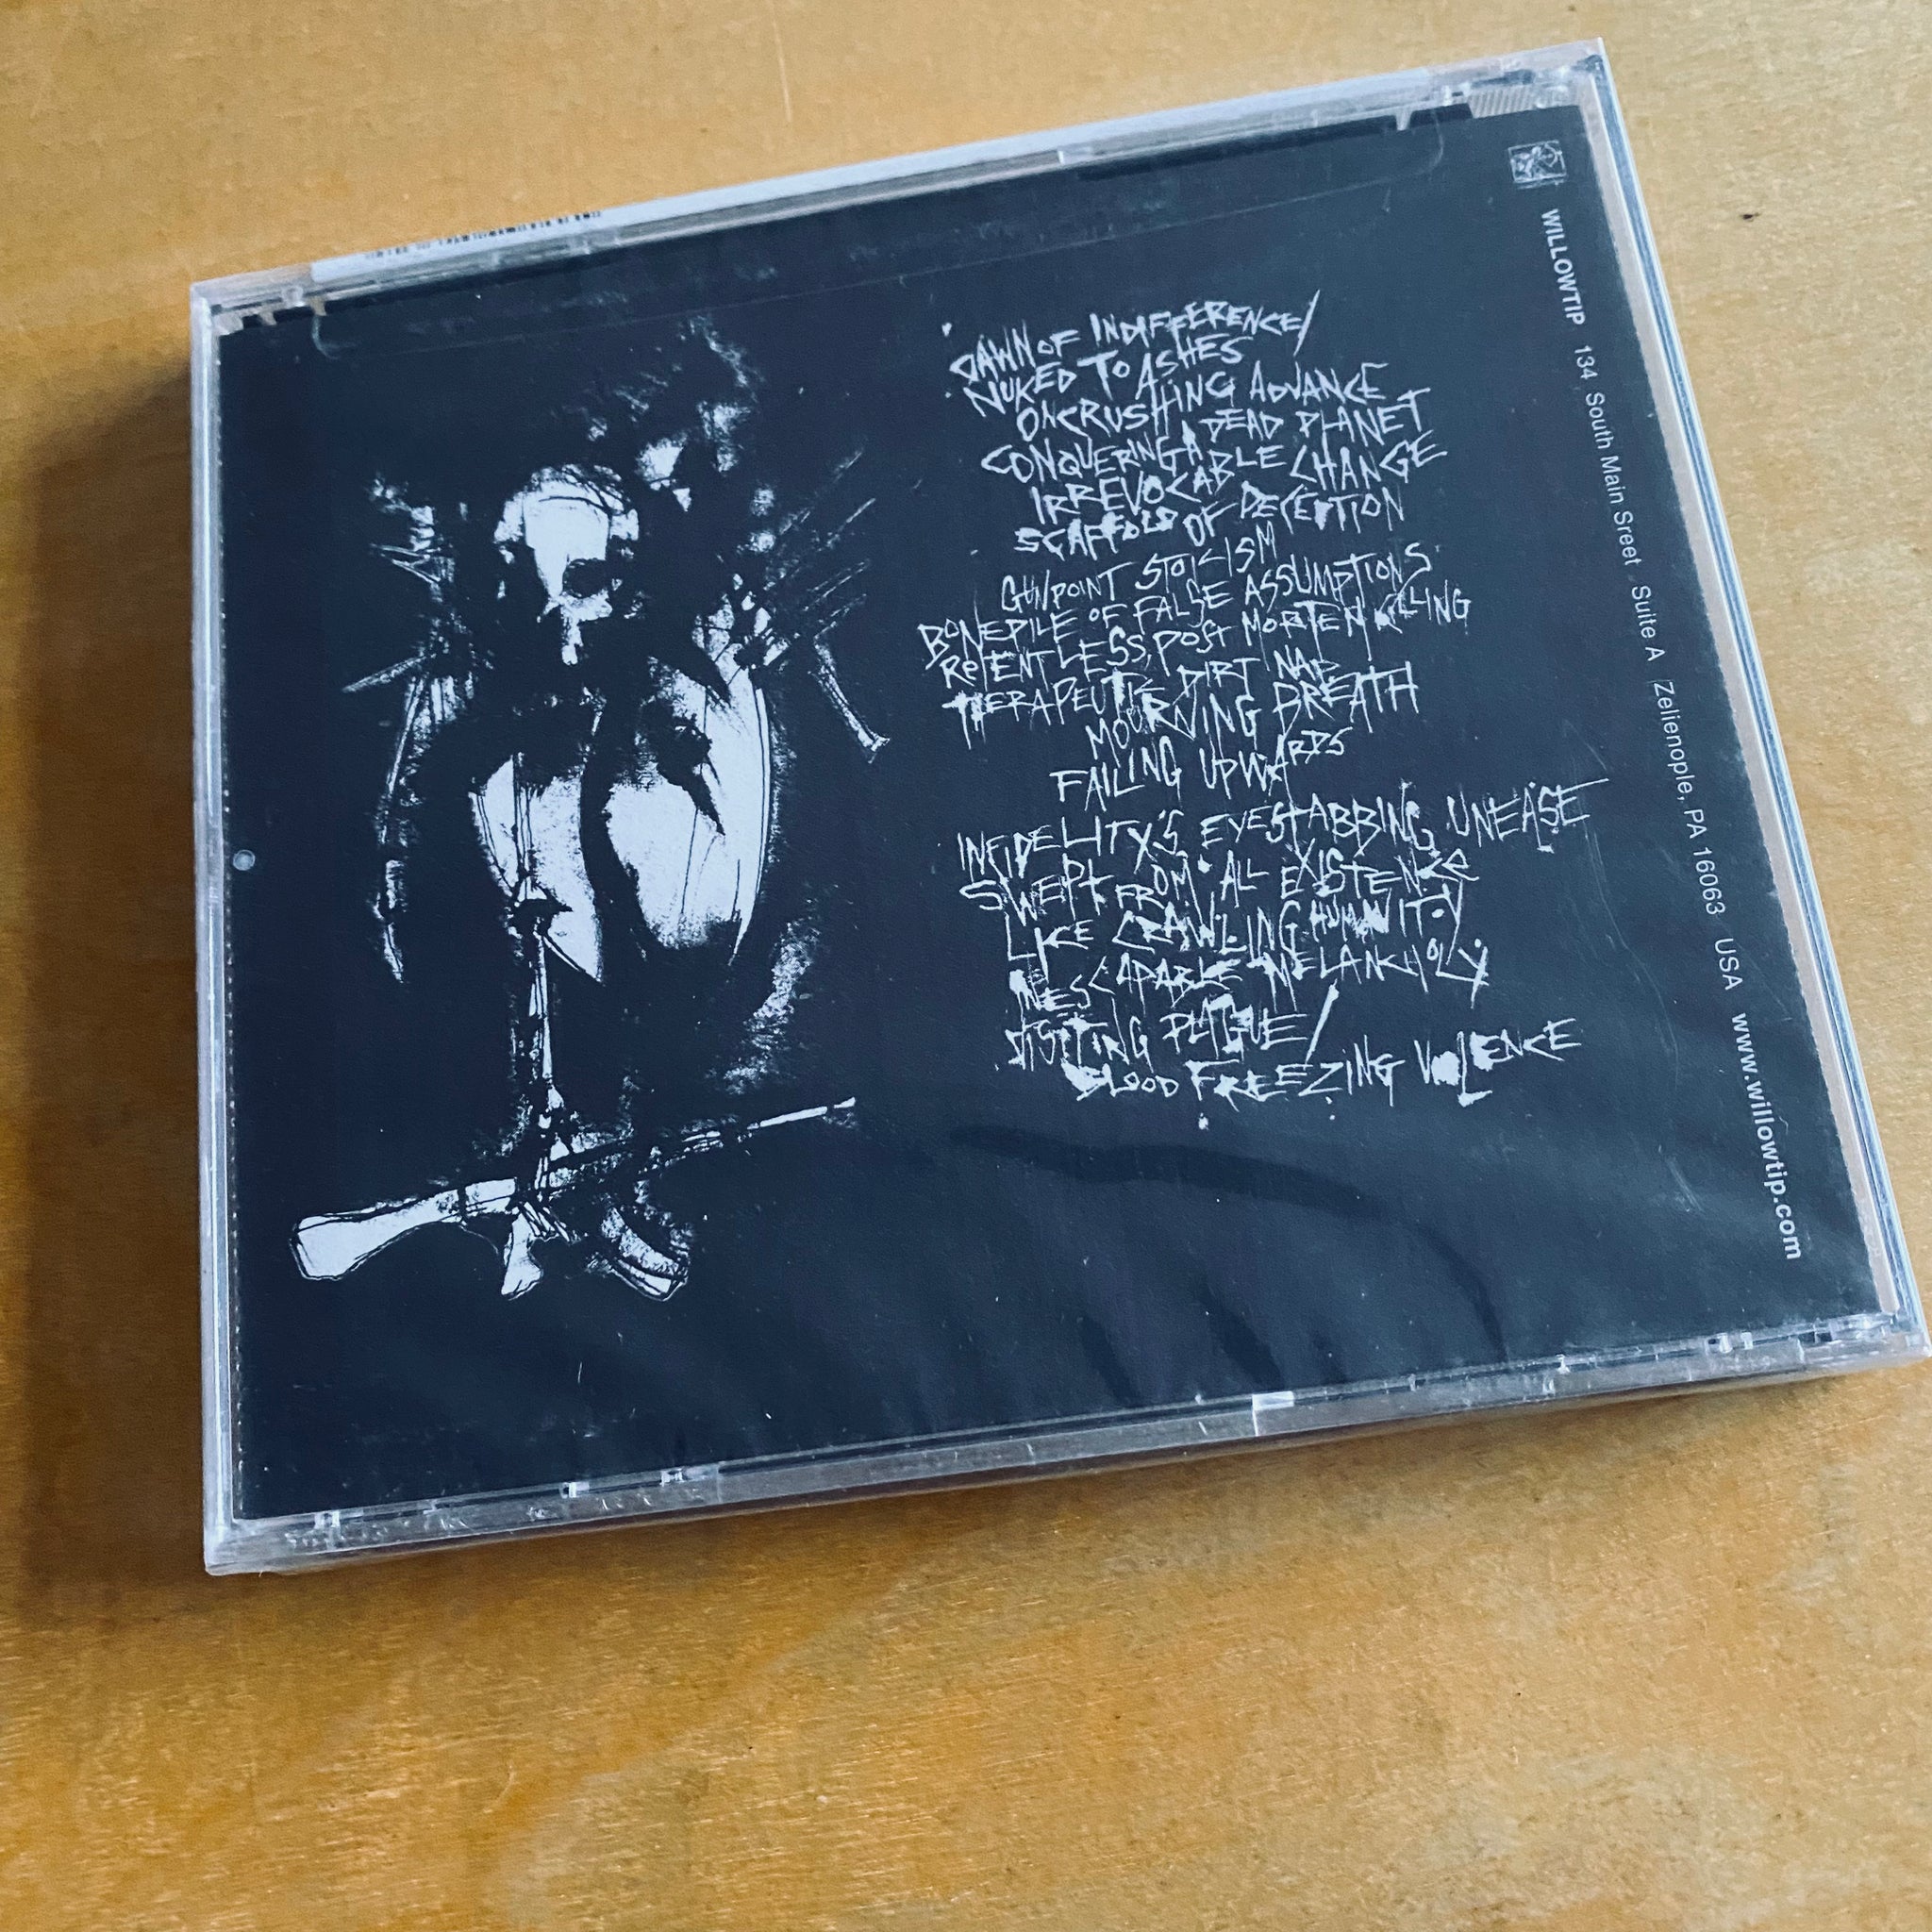 DAWN OF INDIFFERENCE/
NUKED TO ASHES
ONCRUSHING ADVANCE
CONQUERING A DEAD PLANET
IRREVOCABLE CHANGE
SCAFFOLD OF DECEPTION
GUNPOINT STOICISM
BONEPILE OF FALSE ASSUMPTIONS
RELENTLESS POST MORTEM KILLING
THERAPEUTIC DIRT NAP
MOURNING BREATH
FAILING UPWARDS
INFIDELITY'S EYESTABBING UNEASE
SWEPT FROM ALL EXISTENCE
LIKE CRAWLING HUMANITY
INESCAPABLE MELANCHOLY
VISITING PLAGUE/
BLOOD FREEZING VIOLENCE
WILLOWTIP 134 South Main Sreet Suite A Zelienople, PA 16063 USA www.willowtip.com